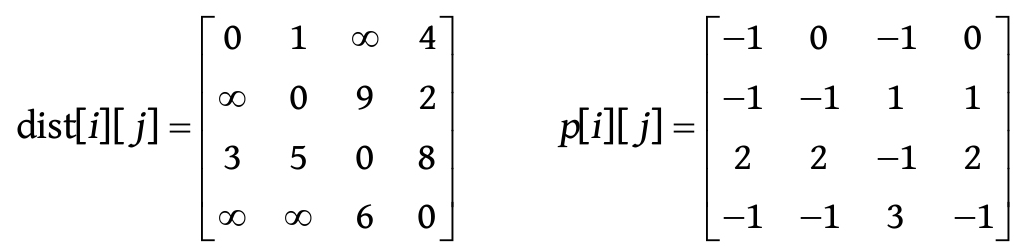 0 1 ∞ 4 −1 0 −1 0
∞ 0 9 2 −1 −1 1 1
dist[i][j] = p[i][j] =
3 5 0 8 2 2 −1 2
∞ ∞ 6 0 −1 −1 3 −1